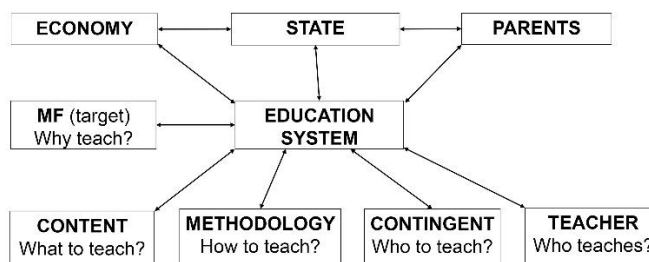 ECONOMY
STATE
PARENTS
MF (target)
Why teach?
EDUCATION
SYSTEM
CONTENT
What to teach?
METHODOLOGY
How to teach?
CONTINGENT
Who to teach?
TEACHER
Who teaches?